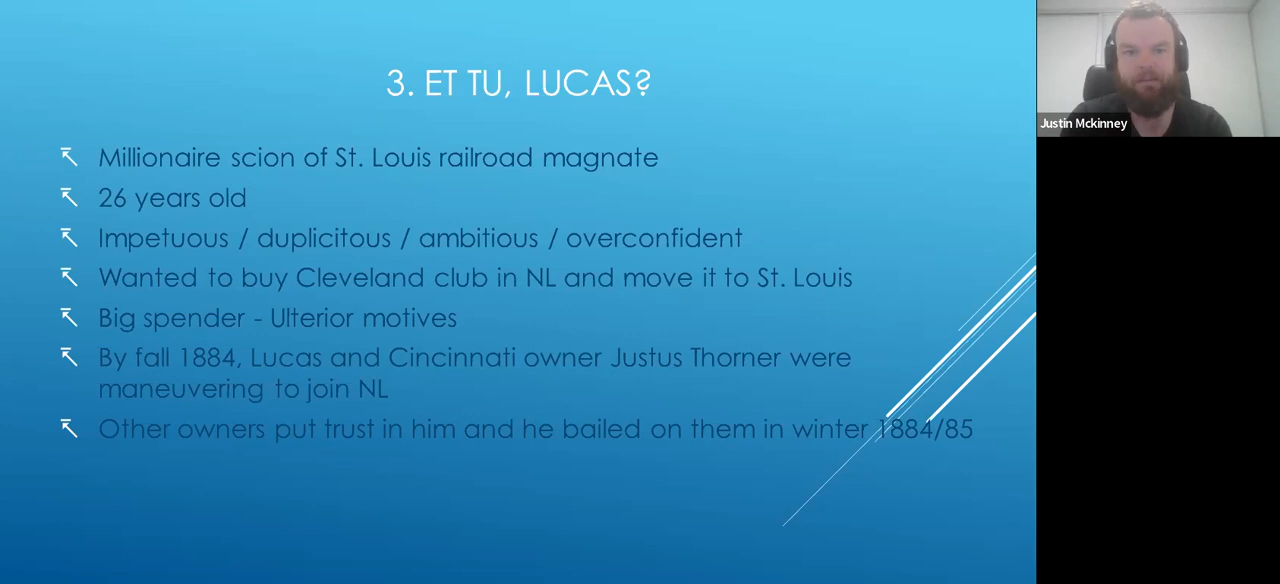 3. ET TU, LUCAS?
Millionaire scion of St. Louis railroad magnate
26 years old
Impetuous / duplicitous / ambitious / overconfident
Wanted to buy Cleveland club in NL and move it to St. Louis
Big spender - Ulterior motives
By fall 1884, Lucas and Cincinnati owner Justus Thorner were
maneuvering to join NL
Other owners put trust in him and he bailed on them in winter 1884/85
Justin Mckinney